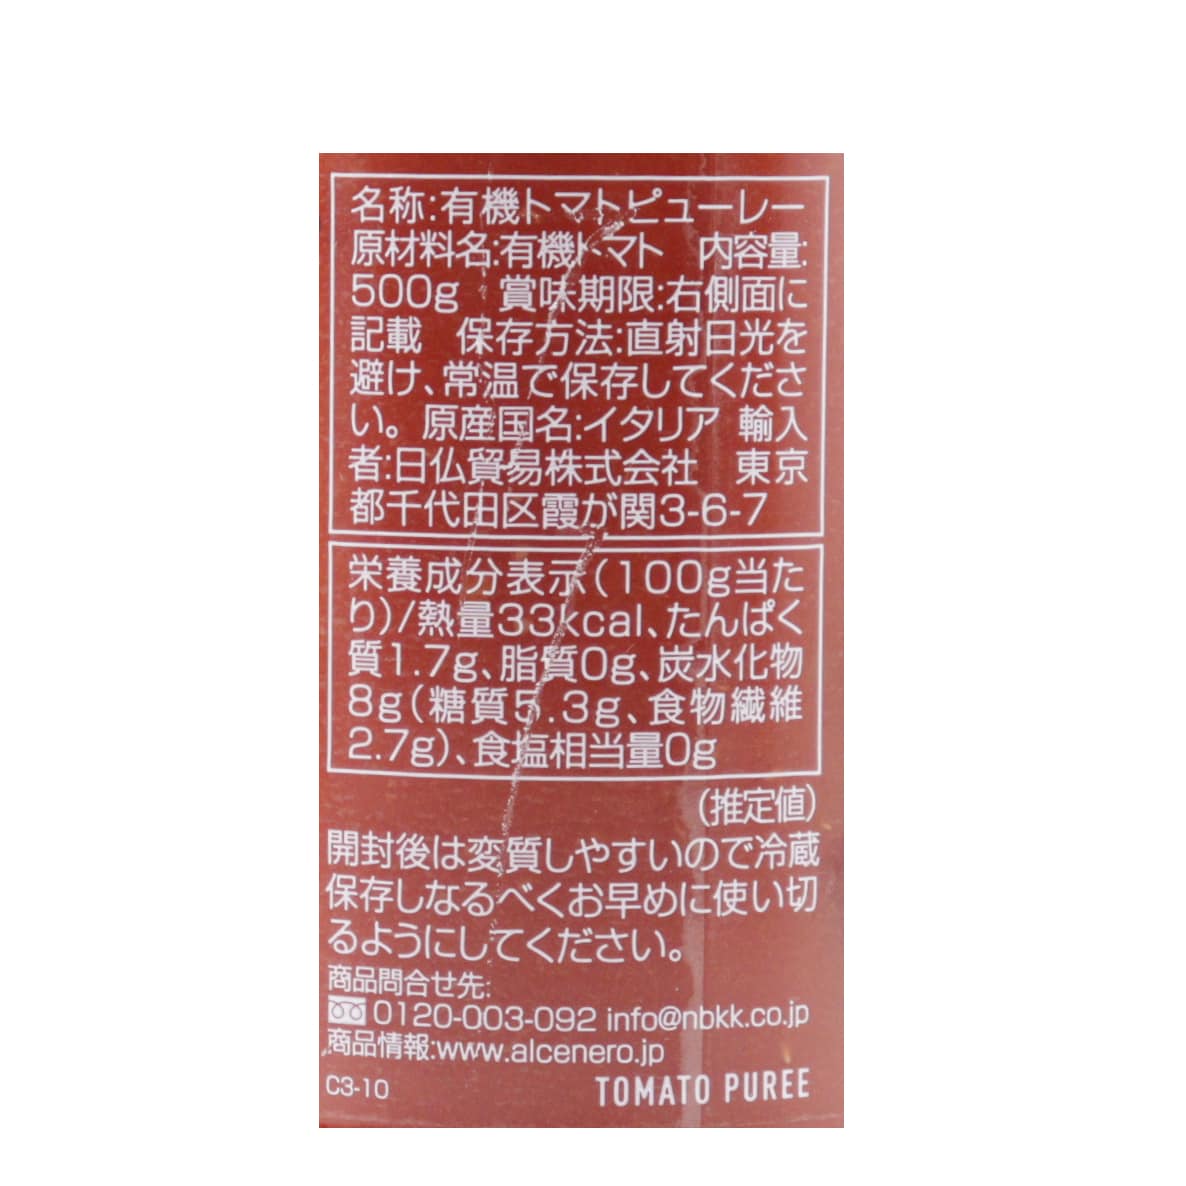 名称:有機トマトピューレー
原材料名:有機トマト 内容量:
500g 賞味期限:右側面に
記載 保存方法:直射日光を
避け、常温で保存してくださ
い。 原産国名:イタリア 輸入
者:日仏貿易株式会社 東京
都千代田区霞が関3-6-7
栄養成分表示(100g当た
り)/熱量33kcal、たんぱく
質1.7g、脂質0g、炭水化物
8g(糖質5.3g、食物繊維
2.7g)、食塩相当量0g
(推定値)
開封後は変質しやすいので冷蔵
保存しなるべくお早めに使い切
るようにしてください。
商品問合せ先:
0120-003-092 info@nbkk.co.jp
商品情報:www.alcenero.jp
C3-10 TOMATO PUREE